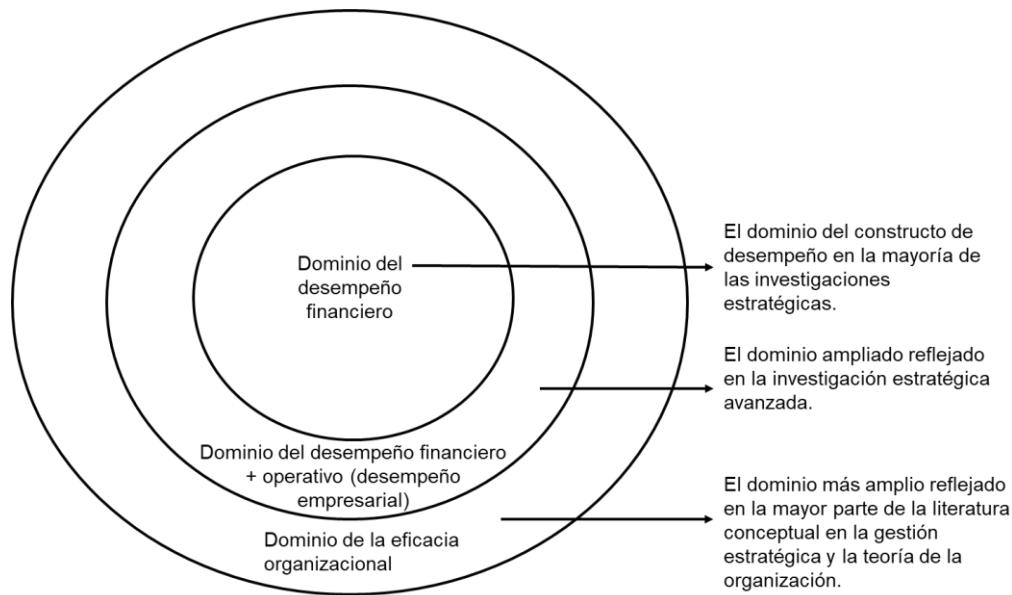 Dominio del
desempeño
financiero
Dominio del desempeño financiero
+ operativo (desempeño
empresarial)
Dominio de la eficacia
organizacional
El dominio del constructo de
desempeño en la mayoría de
las investigaciones
estratégicas.
El dominio ampliado reflejado
en la investigación estratégica
avanzada.
El dominio más amplio reflejado
en la mayor parte de la literatura
conceptual en la gestión
estratégica y la teoría de la
organización.